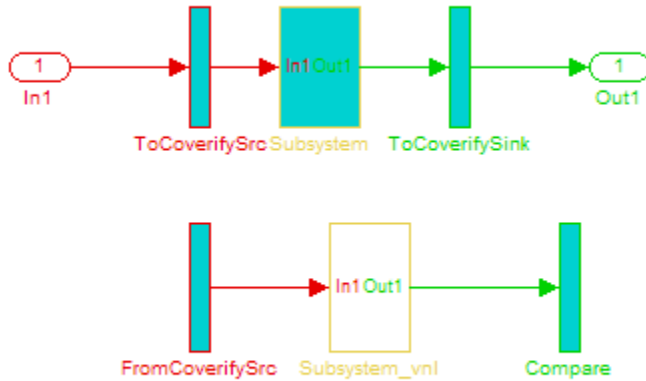 1
In1
ToCoverifySrc
In1 Out1
Subsystem
ToCoverifySink
1
Out1
FromCoverifySrc
In1 Out1
Subsystem_vnl
Compare